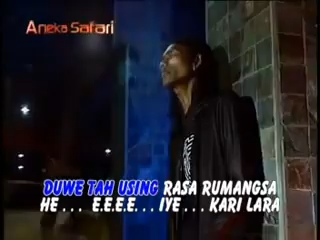 Aneka Safari
DUWE TAH USING RASA RUMANGSA
HE... E.E.E.E... IYE... KARI LARA